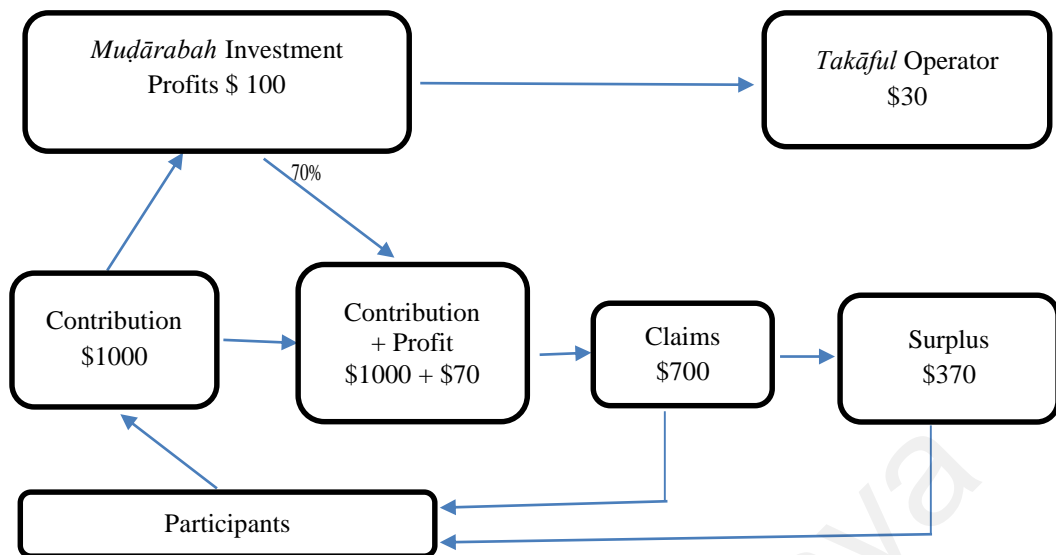 Muḍārabah Investment
Profits $ 100
Takāful Operator
$30
70%
Contribution
$1000
Contribution
+ Profit
$1000 + $70
Claims
$700
Surplus
$370
Participants